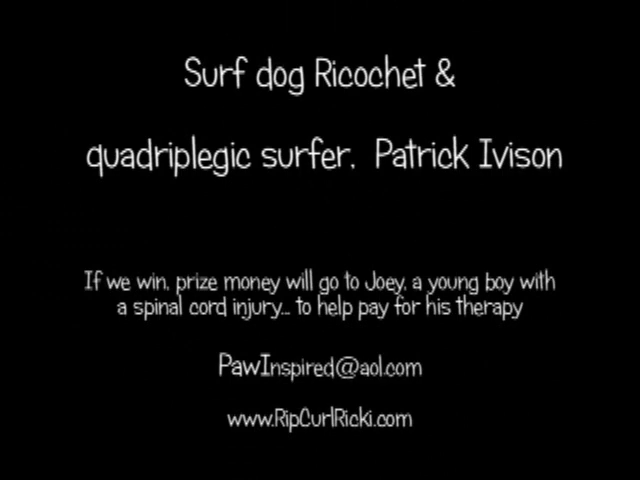 Surf dog Ricochet &
quadriplegic surfer, Patrick Ivison
If we win, prize money will go to Joey, a young boy with
a spinal cord injury... to help pay for his therapy
PawInspired@aol.com
www.RipCurlRicki.com